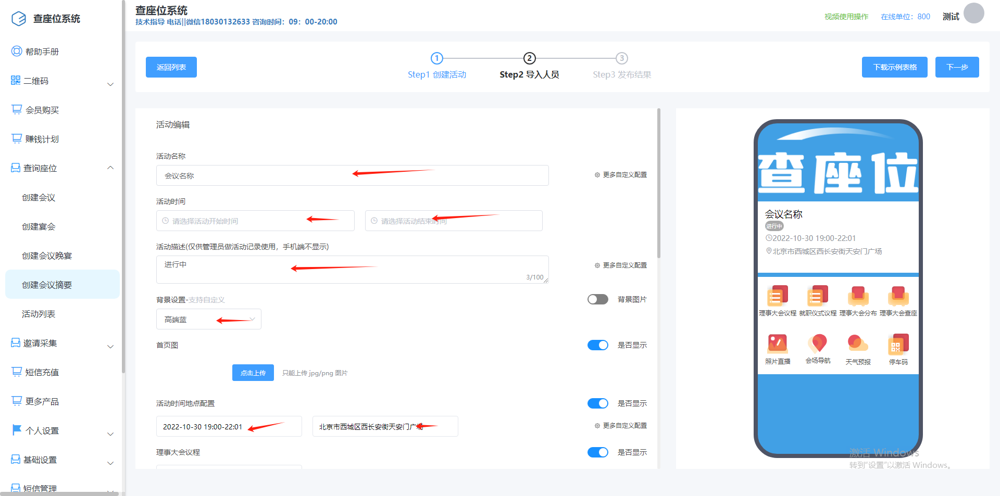 查座位系统
帮助手册
二维码
会员购买
赚钱计划
查询座位
创建会议
创建宴会
创建会议晚宴
创建会议摘要
活动列表
邀请采集
短信充值
更多产品
个人设置
基础设置
短信管理
查座位系统
技术指导 电话||微信18030132633 咨询时间：09：00-20:00
视频使用操作
在线单位：800
测试
返回列表
1
2
3
Step1 创建活动
Step2 导入人员
Step3 发布结果
下载示例表格
下一步
活动编辑
活动名称
会议名称
更多自定义配置
活动时间
请选择活动开始时间
请选择活动结束时间
活动描述(仅供管理员做活动记录使用，手机端不显示)
进行中
3/100
更多自定义配置
背景设置-支持自定义
背景图片
高端蓝
首页图
是否显示
点击上传
只能上传 jpg/png 图片
活动时间地点配置
是否显示
2022-10-30 19:00-22:01
北京市西城区西长安街天安门广场
更多自定义配置
理事大会议程
是否显示
查座位
会议名称
进行中
2022-10-30 19:00-22:01
北京市西城区西长安街天安门广场
理事大会议程 就职仪式议程 理事大会分布 理事大会查座
照片直播 会场导航 天气预报 停车码
激活 Windows
转到“设置”以激活 Windows。